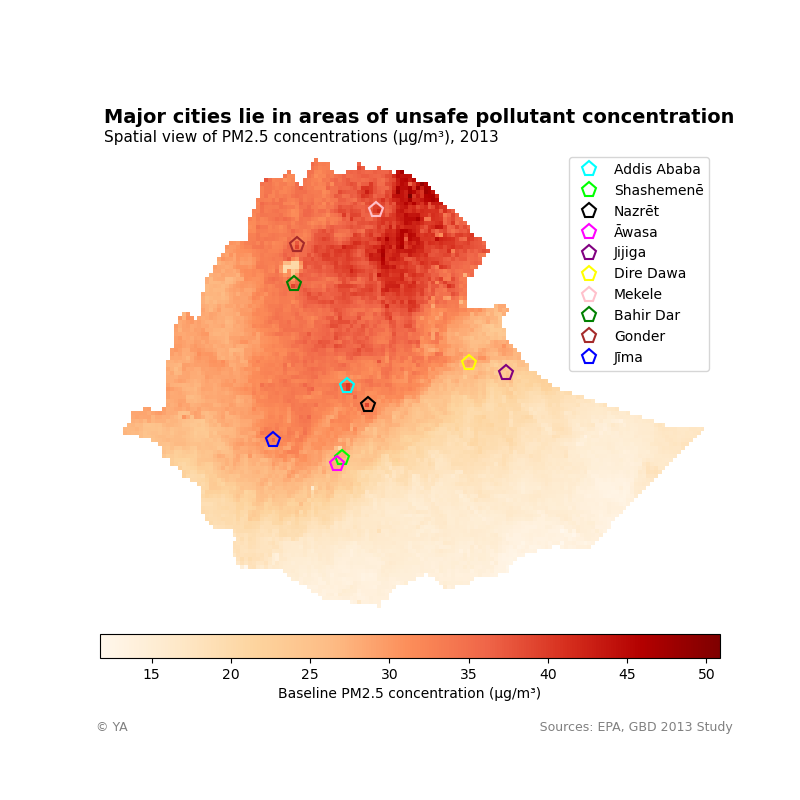 Major cities lie in areas of unsafe pollutant concentration
Spatial view of PM2.5 concentrations (μg/m³), 2013
Addis Ababa
Shashemenē
Nazrēt
Āwasa
Jijiga
Dire Dawa
Mekele
Bahir Dar
Gonder
Jīma
15 20 25 30 35 40 45 50
Baseline PM2.5 concentration (μg/m³)
© YA
Sources: EPA, GBD 2013 Study